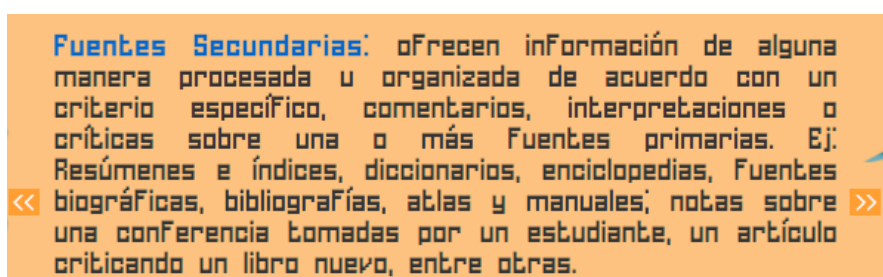 Fuentes Secundarias: ofrecen información de alguna
manera procesada u organizada de acuerdo con un
criterio específico, comentarios, interpretaciones o
críticas sobre una o más fuentes primarias. Ej:
Resúmenes e índices, diccionarios, enciclopedias, fuentes
biográficas, bibliografías, atlas y manuales; notas sobre
una conferencia tomadas por un estudiante, un artículo
criticando un libro nuevo, entre otras.